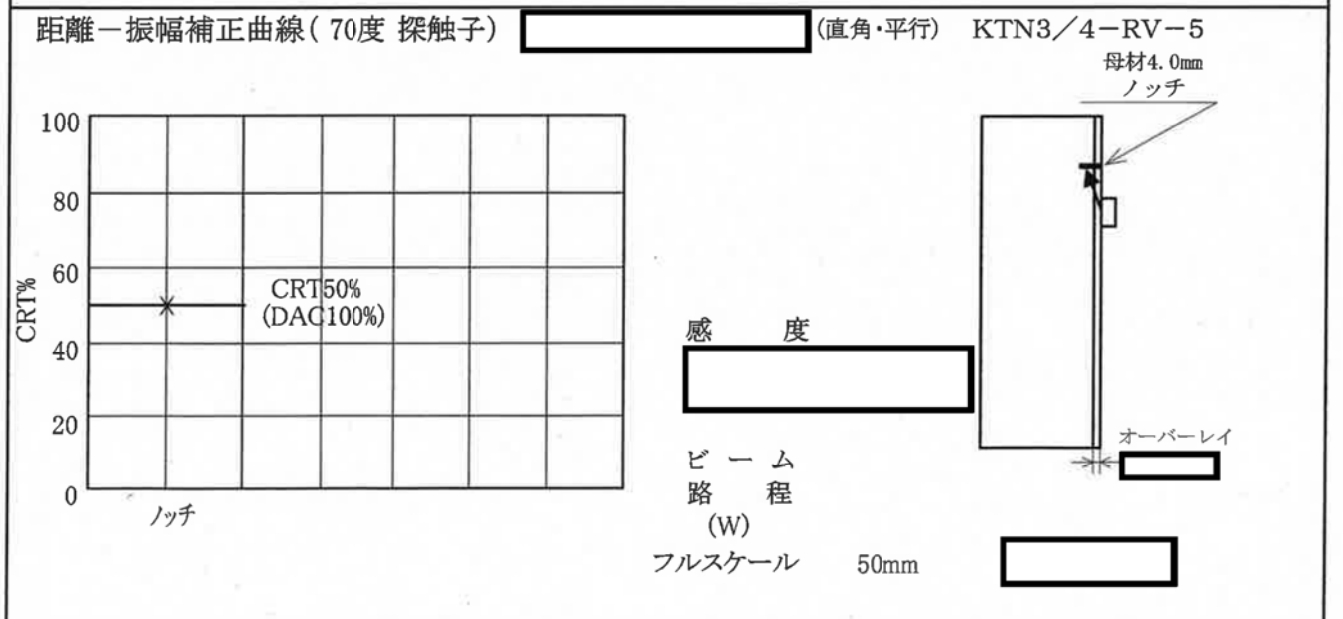 距離－振幅補正曲線( 70度 探触子) (直角・平行) KTN3／4－RV－5
母材4.0㎜
ノッチ
100
80
60
40
20
0
CRT%
CRT50%
(DAC100%)
ノッチ
感 度
ビ ー ム
路 程
(W)
フルスケール 50mm
オーバーレイ